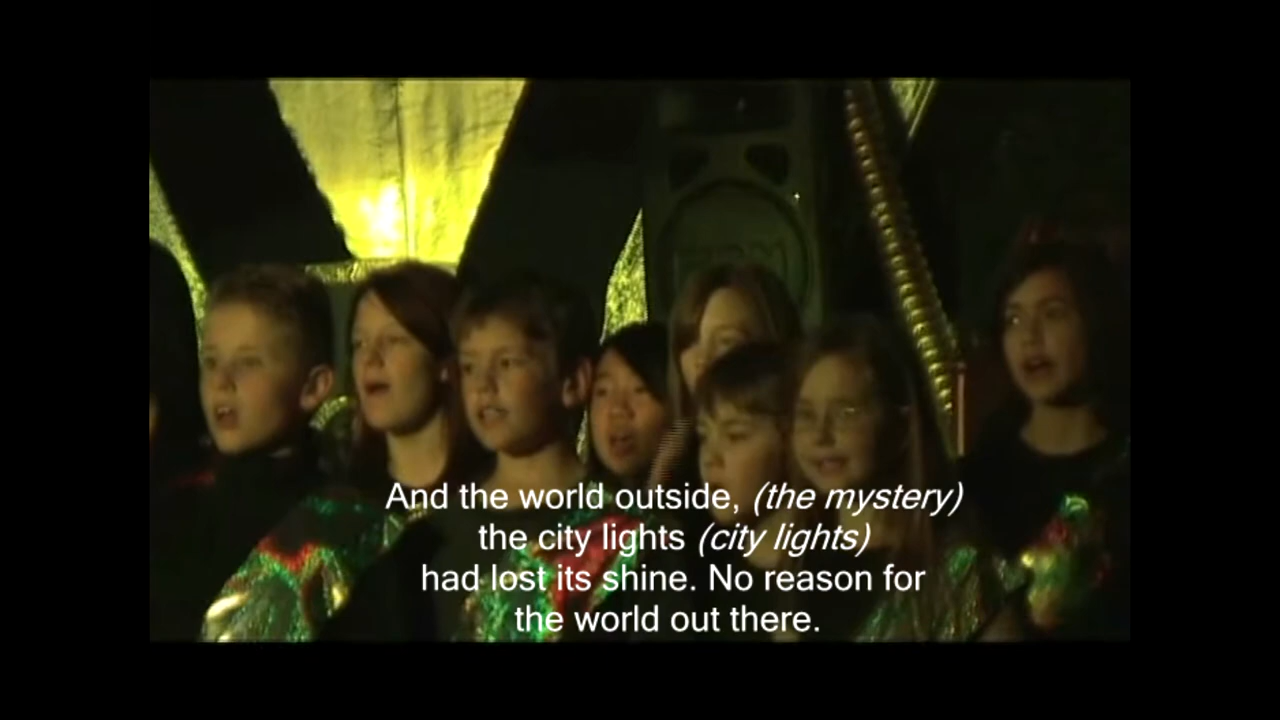 And the world outside, (the mystery)
the city lights (city lights)
had lost its shine. No reason for
the world out there.